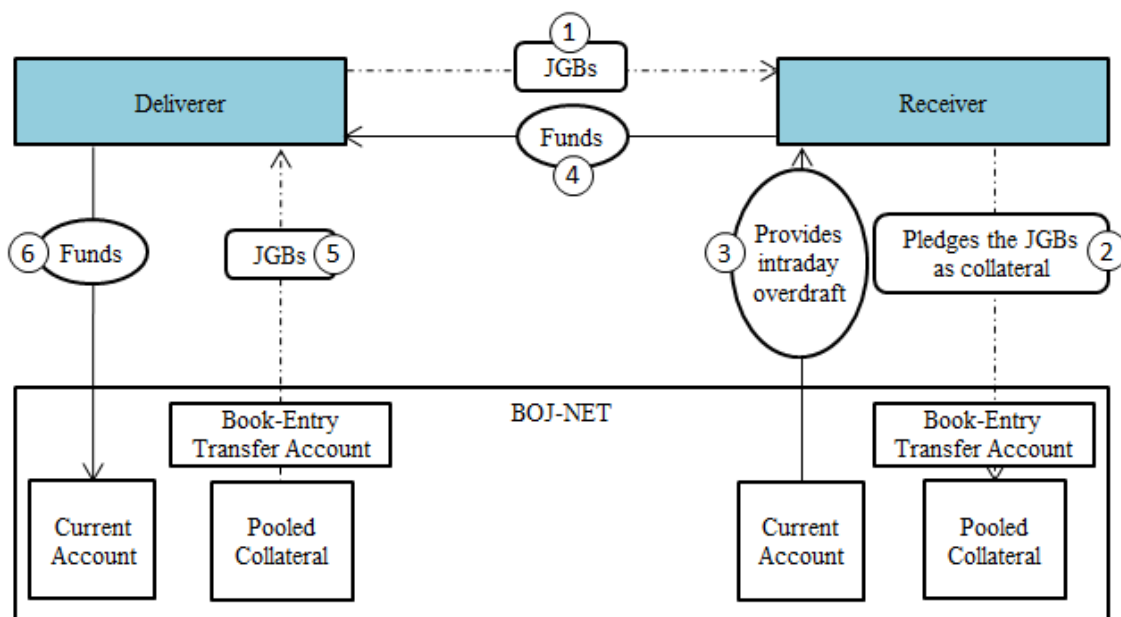 1
JGBs
Deliverer
Receiver
Funds
4
6
Funds
JGBs
5
3
Provides
intraday
overdraft
Pledges the JGBs
as collateral
2
BOJ-NET
Book-Entry
Transfer Account
Book-Entry
Transfer Account
Current
Account
Pooled
Collateral
Current
Account
Pooled
Collateral